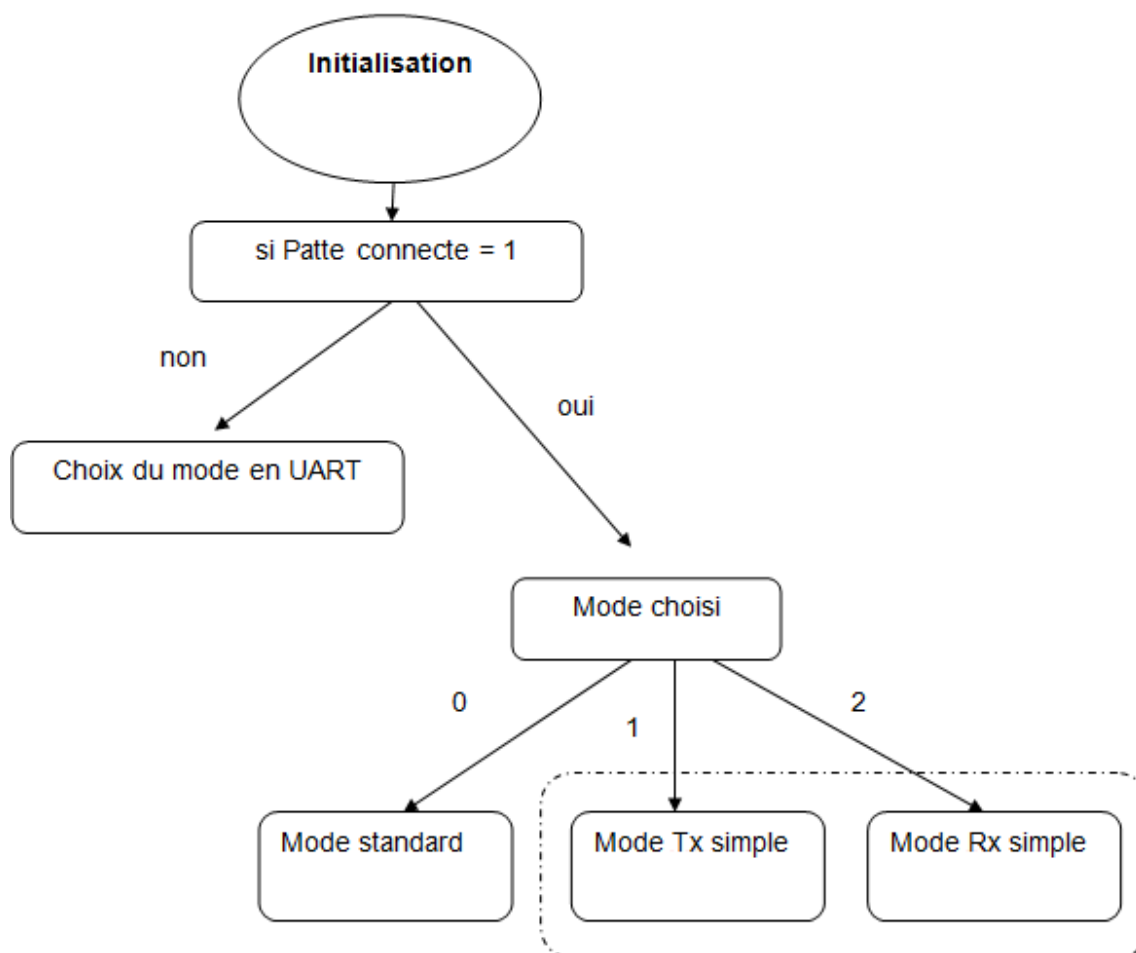 Initialisation
si Patte connecte = 1
non
oui
Choix du mode en UART
Mode choisi
0
1
2
Mode standard
Mode Tx simple
Mode Rx simple